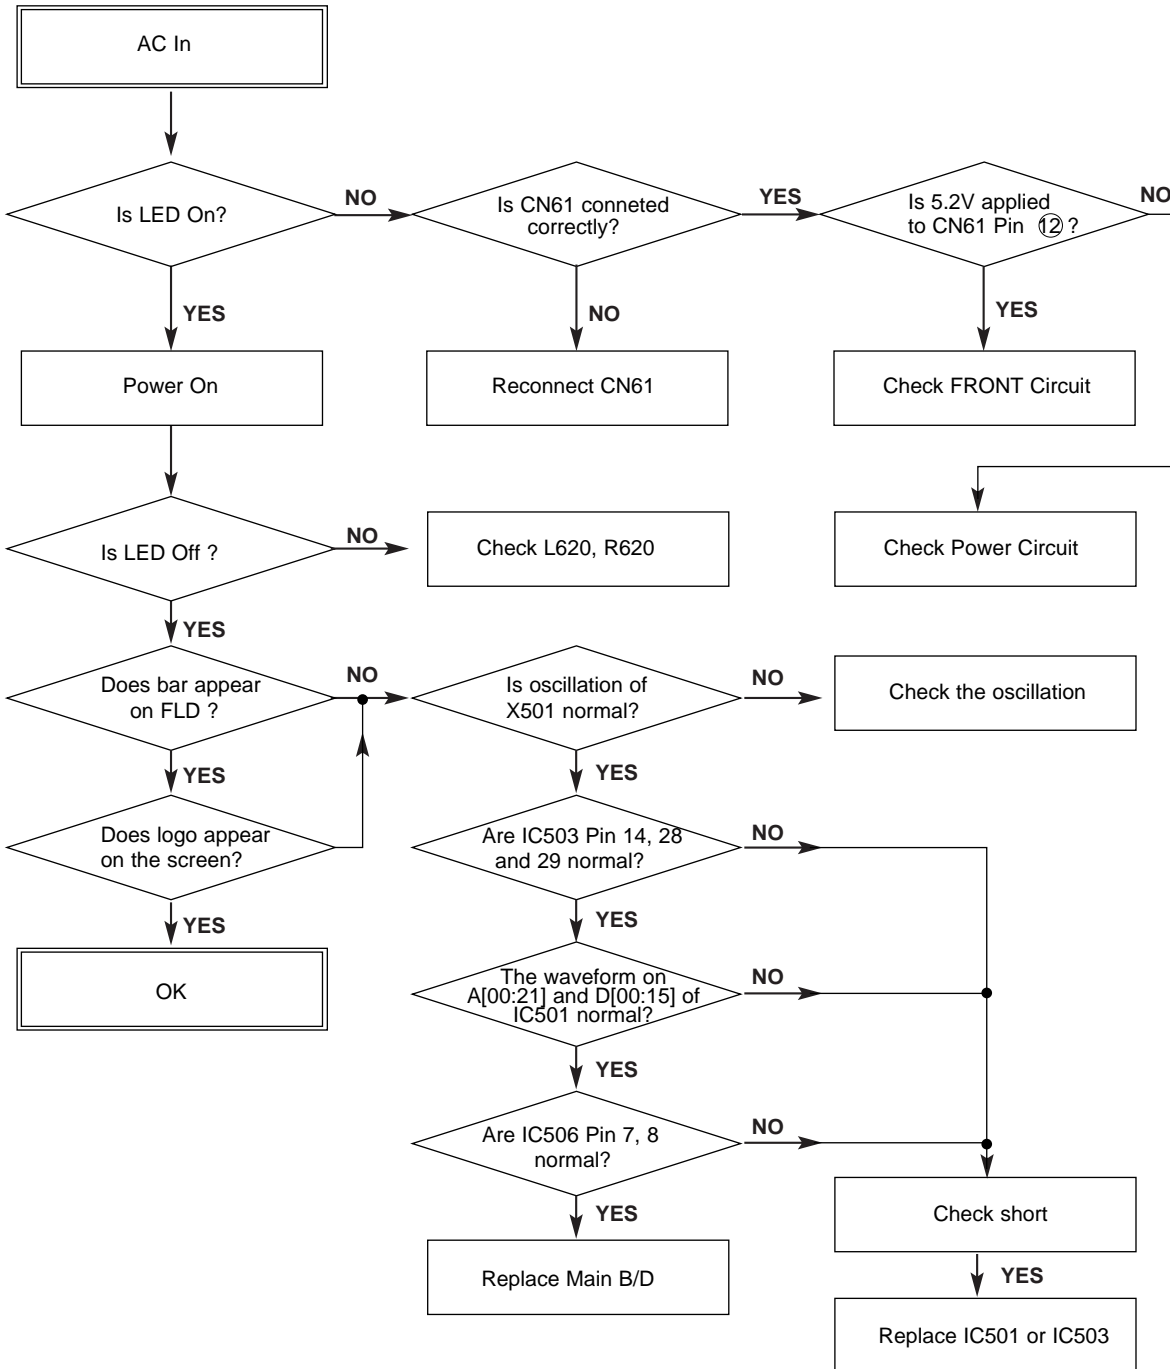 AC In
Is LED On?
NO
Is CN61 conneted
correctly?
YES
Is 5.2V applied
to CN61 Pin ⑫ ?
NO
YES
NO
YES
Power On
Reconnect CN61
Check FRONT Circuit
Is LED Off ?
NO
Check L620, R620
Check Power Circuit
YES
Does bar appear
on FLD ?
NO
Is oscillation of
X501 normal?
NO
Check the oscillation
YES
YES
Does logo appear
on the screen?
Are IC503 Pin 14, 28
and 29 normal?
NO
YES
YES
OK
The waveform on
A[00:21] and D[00:15] of
IC501 normal?
NO
YES
Are IC506 Pin 7, 8
normal?
NO
YES
Check short
Replace Main B/D
YES
Replace IC501 or IC503